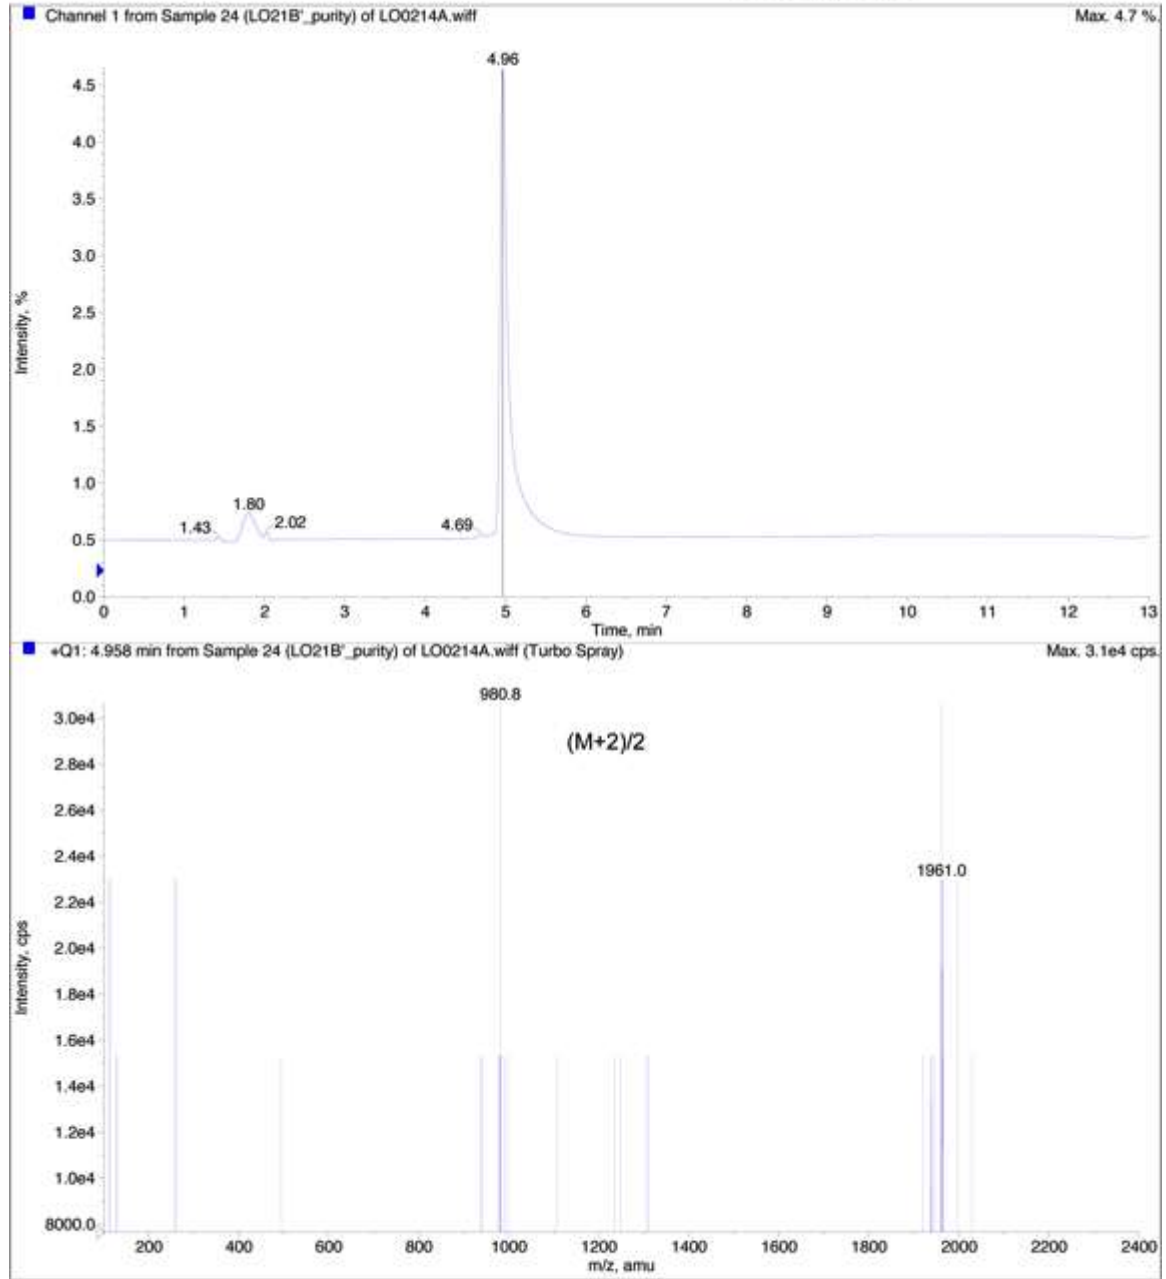 Channel 1 from Sample 24 (LO21B'_purity) of LO0214A.wiff Max. 4.7 %.
4.96
4.5
4.0
3.5
3.0
2.5
2.0
1.5
1.0
0.5
0.0
Intensity, %
1.43 1.80 2.02 4.69
0 1 2 3 4 5 6 7 8 9 10 11 12 13
Time, min
+Q1: 4.958 min from Sample 24 (LO21B'_purity) of LO0214A.wiff (Turbo Spray) Max. 3.1e4 cps.
980.8
(M+2)/2
1961.0
3.0e4
2.8e4
2.6e4
2.4e4
2.2e4
2.0e4
1.8e4
1.6e4
1.4e4
1.2e4
1.0e4
8000.0
Intensity, cps
200 400 600 800 1000 1200 1400 1600 1800 2000 2200 2400
m/z, amu